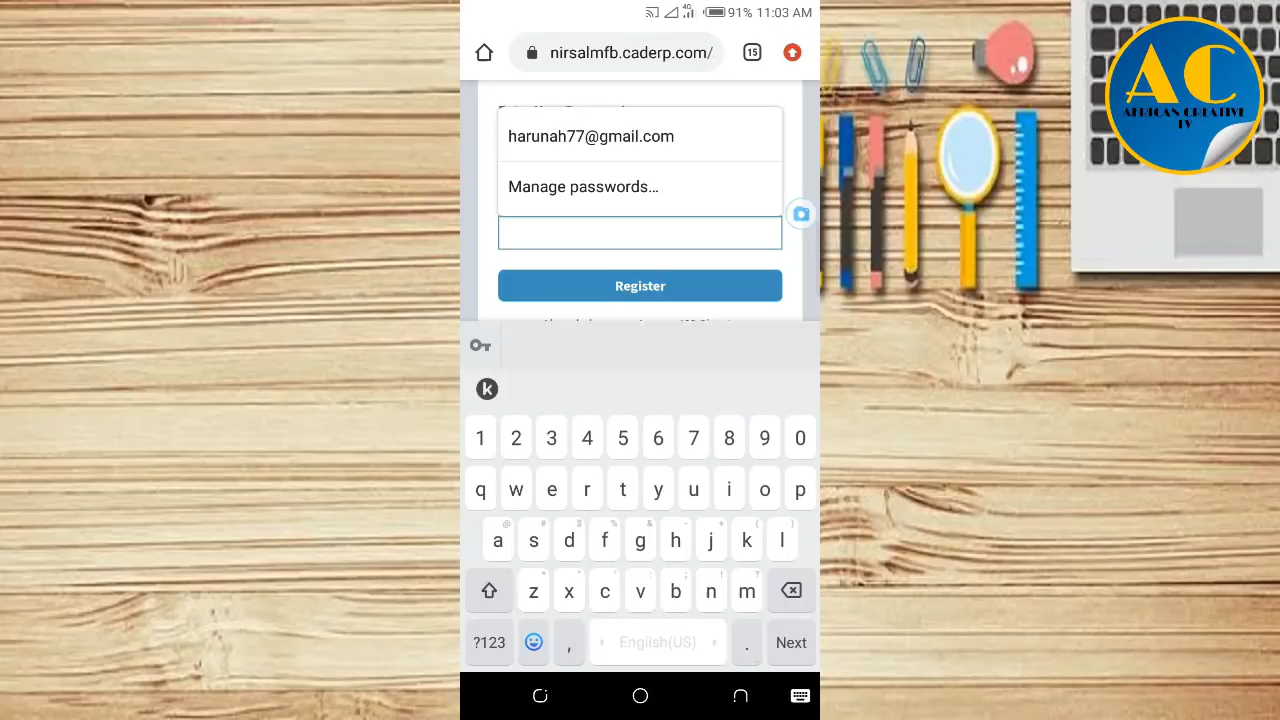 4G
91% 11:03 AM
nirsalmfb.caderp.com/
15
AC
AFRICAN CREATIVE
TV
harunah77@gmail.com
Manage passwords...
Register
k
1 2 3 4 5 6 7 8 9 0
q w e r t y u i o p
@ # $ % & - + ( )
a s d f g h j k l
z x c v b n m
?123 , English(US) . Next